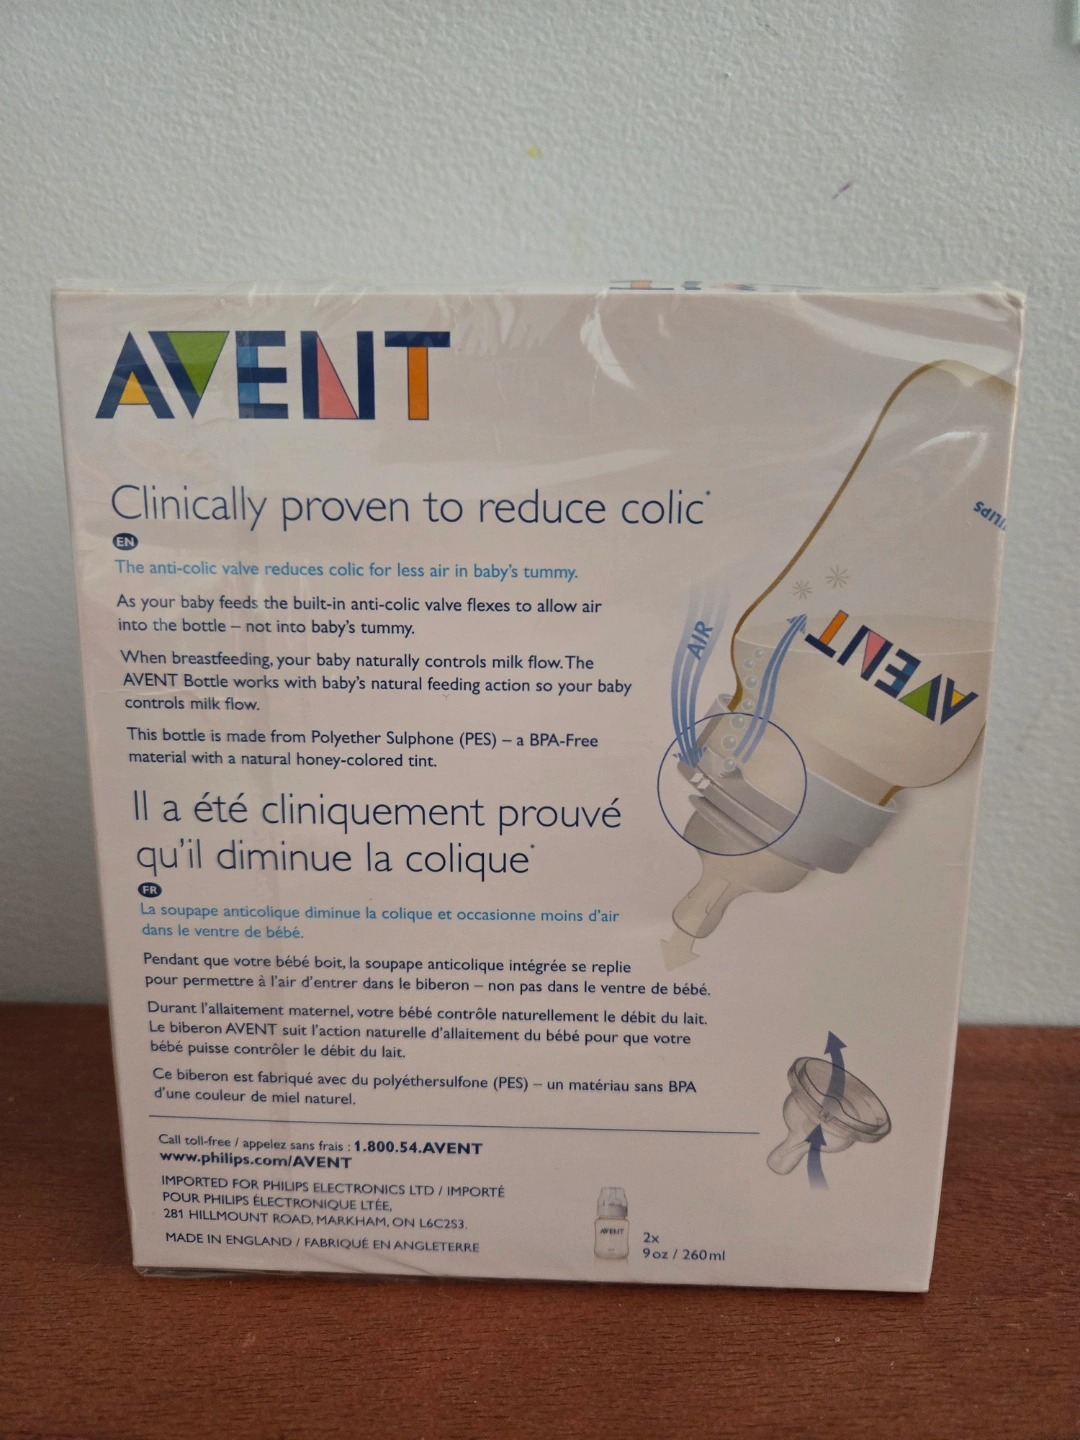 AVENT
Clinically proven to reduce colic*
EN
The anti-colic valve reduces colic for less air in baby's tummy.
As your baby feeds the built-in anti-colic valve flexes to allow air
into the bottle – not into baby's tummy.
When breastfeeding, your baby naturally controls milk flow. The
AVENT Bottle works with baby's natural feeding action so your baby
controls milk flow.
This bottle is made from Polyether Sulphone (PES) – a BPA-Free
material with a natural honey-colored tint.
Il a été cliniquement prouvé
qu'il diminue la colique*
FR
La soupape anticolique diminue la colique et occasionne moins d'air
dans le ventre de bébé.
Pendant que votre bébé boit, la soupape anticolique intégrée se replie
pour permettre à l'air d'entrer dans le biberon – non pas dans le ventre de bébé.
Durant l'allaitement maternel, votre bébé contrôle naturellement le débit du lait.
Le biberon AVENT suit l'action naturelle d'allaitement du bébé pour que votre
bébé puisse contrôler le débit du lait.
Ce biberon est fabriqué avec du polyéthersulfone (PES) – un matériau sans BPA
d'une couleur de miel naturel.
Call toll-free / appelez sans frais : 1.800.54.AVENT
www.philips.com/AVENT
IMPORTED FOR PHILIPS ELECTRONICS LTD / IMPORTÉ
POUR PHILIPS ÉLECTRONIQUE LTÉE,
281 HILLMOUNT ROAD, MARKHAM, ON L6C2S3.
MADE IN ENGLAND / FABRIQUÉ EN ANGLETERRE
PHILIPS
AIR
AVENT
AVENT
2x
9oz / 260ml